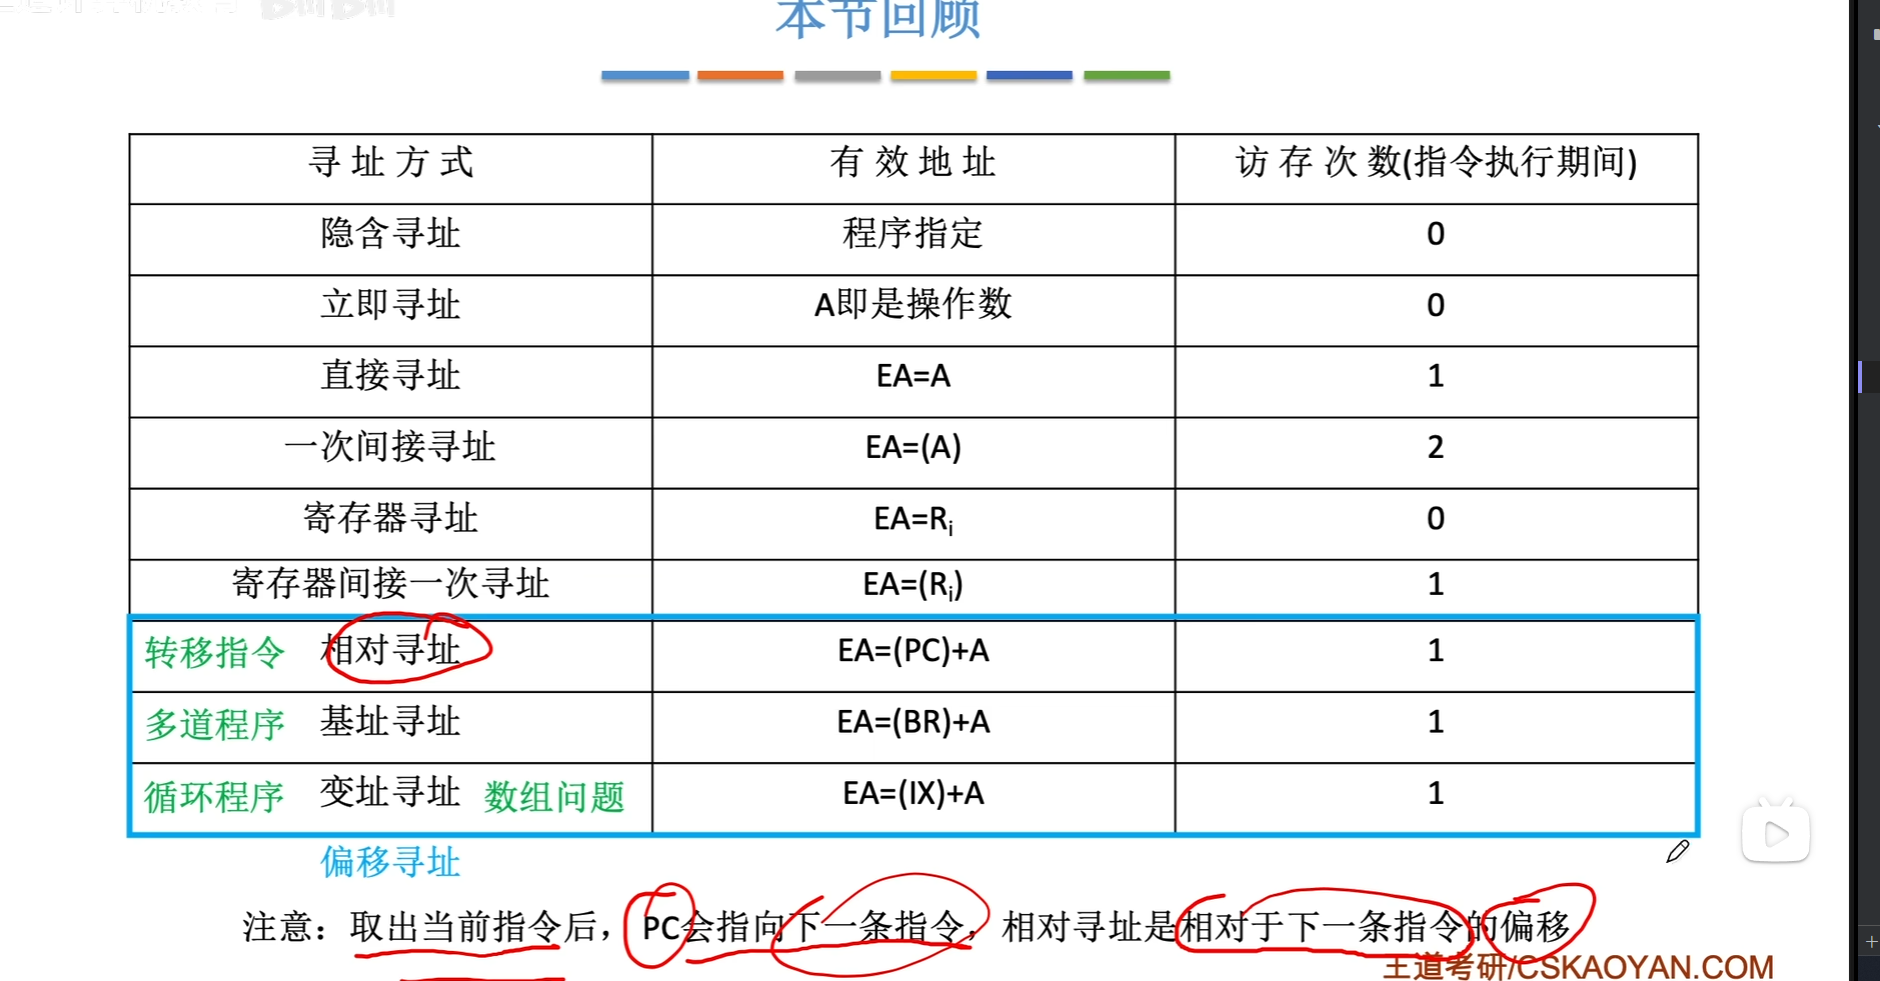 本节回顾
寻址方式 有效地址 访存次数(指令执行期间)
隐含寻址 程序指定 0
立即寻址 A即是操作数 0
直接寻址 EA=A 1
一次间接寻址 EA=(A) 2
寄存器寻址 EA=Ri 0
寄存器间接一次寻址 EA=(Ri) 1
转移指令 相对寻址 EA=(PC)+A 1
多道程序 基址寻址 EA=(BR)+A 1
循环程序 变址寻址 数组问题 EA=(IX)+A 1
偏移寻址
注意：取出当前指令后，PC会指向下一条指令，相对寻址是相对于下一条指令的偏移
王道考研/CSKAOYAN.COM